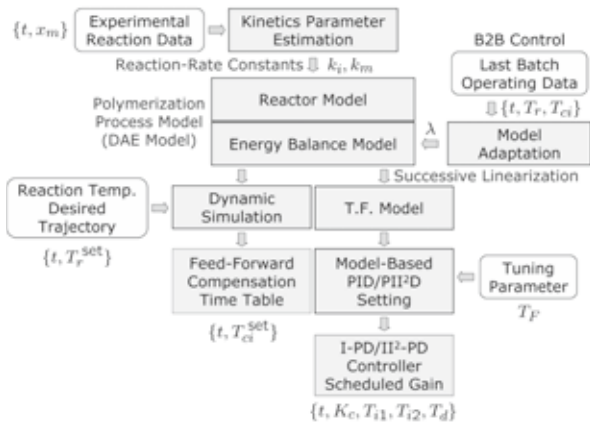 {t, x_m}
Experimental
Reaction Data
Kinetics Parameter
Estimation
Reaction-Rate Constants
k_i, k_m
B2B Control
Last Batch
Operating Data
{t, T_r, T_ci}
Polymerization
Process Model
(DAE Model)
Reactor Model
Energy Balance Model
λ
Model
Adaptation
Successive Linearization
Reaction Temp.
Desired
Trajectory
{t, T_r^set}
Dynamic
Simulation
T.F. Model
Feed-Forward
Compensation
Time Table
{t, T_ci^set}
Model-Based
PID/PII²D
Setting
Tuning
Parameter
T_F
I-PD/II²-PD
Controller
Scheduled Gain
{t, K_c, T_i1, T_i2, T_d}